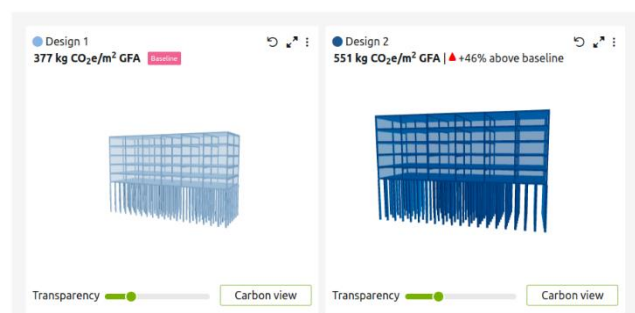 Design 1
377 kg CO₂e/m² GFA Baseline
Transparency Carbon view
Design 2
551 kg CO₂e/m² GFA | +46% above baseline
Transparency Carbon view